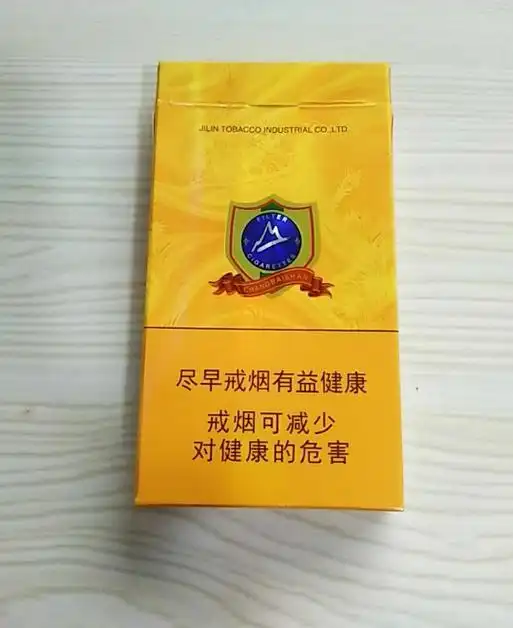 JILIN TOBACCO INDUSTRIAL CO.,LTD.
FILTER
CIGARETTES
CHANGBAISHAN
尽早戒烟有益健康
戒烟可减少
对健康的危害